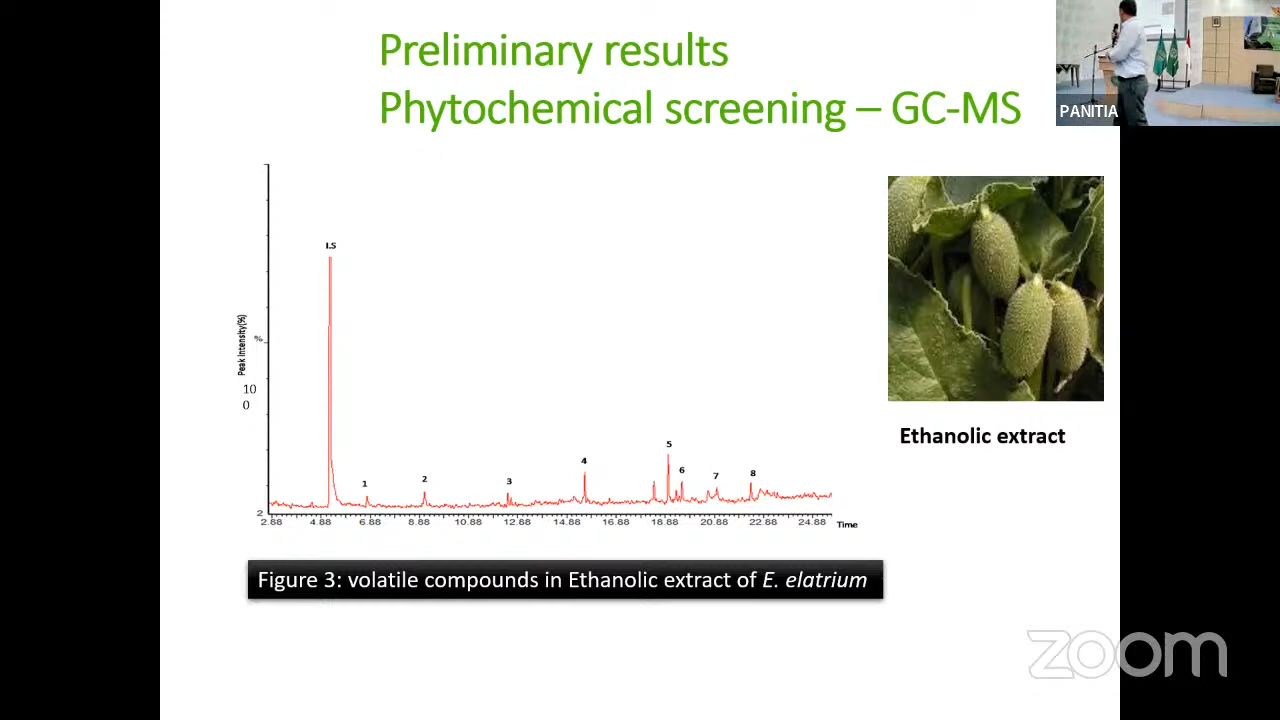 Preliminary results
Phytochemical screening – GC-MS
PANITIA
I.S
Peak Intensity(%)
%
10
0
1
2
3
4
5
6
7
8
2
2.88 4.88 6.88 8.88 10.88 12.88 14.88 16.88 18.88 20.88 22.88 24.88
Time
Ethanolic extract
Figure 3: volatile compounds in Ethanolic extract of E. elatrium
zoom